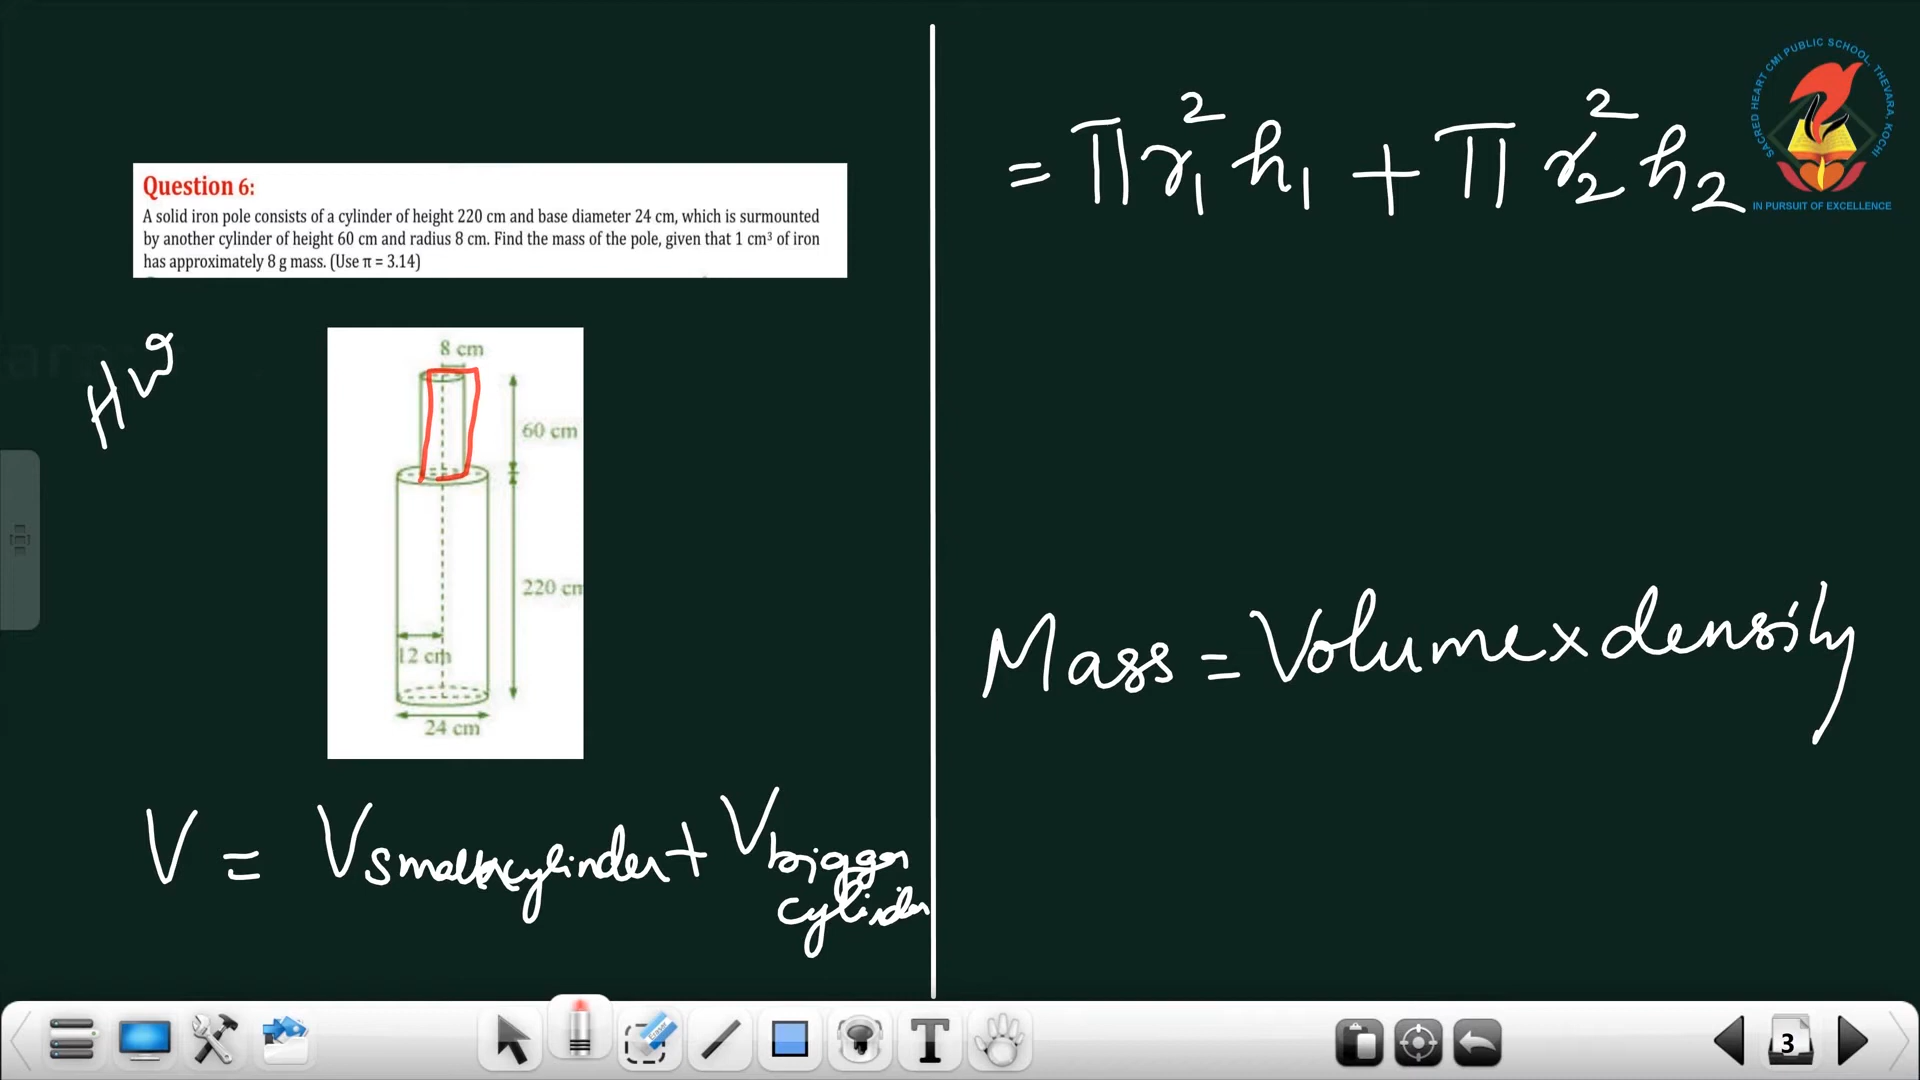 Question 6:
A solid iron pole consists of a cylinder of height 220 cm and base diameter 24 cm, which is surmounted
by another cylinder of height 60 cm and radius 8 cm. Find the mass of the pole, given that 1 cm³ of iron
has approximately 8 g mass. (Use π = 3.14)
HW
8 cm
60 cm
220 cm
12 cm
24 cm
V = V smaller cylinder + V bigger
cylinder
= πr₁²h₁ + πr₂²h₂
Mass = Volume × density
SACRED HEART CMI PUBLIC SCHOOL, THEVARA, KOCHI
IN PURSUIT OF EXCELLENCE
Eraser
T
3